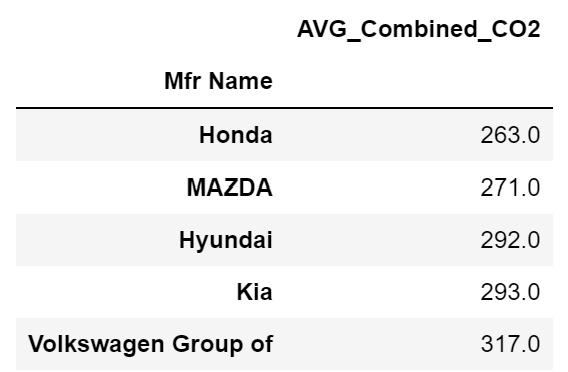 AVG_Combined_CO2
Mfr Name
Honda 263.0
MAZDA 271.0
Hyundai 292.0
Kia 293.0
Volkswagen Group of 317.0